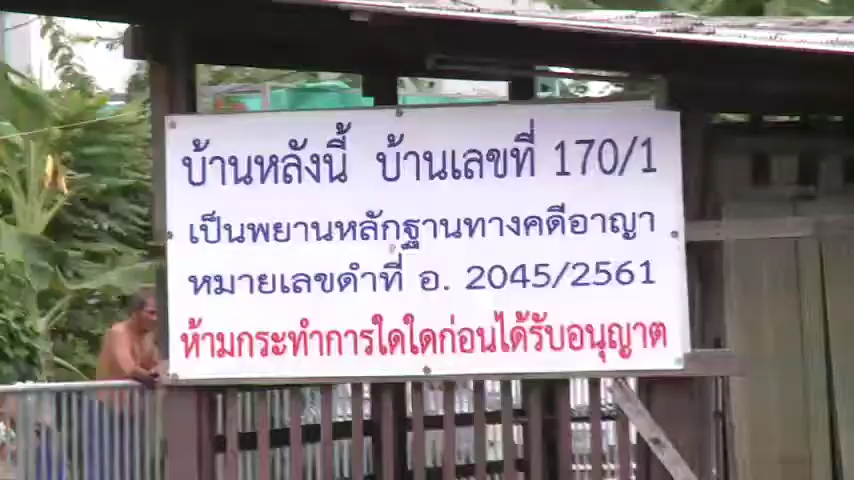 บ้านหลังนี้ บ้านเลขที่ 170/1
เป็นพยานหลักฐานทางคดีอาญา
หมายเลขดำที่ อ. 2045/2561
ห้ามกระทำการใดใดก่อนได้รับอนุญาต